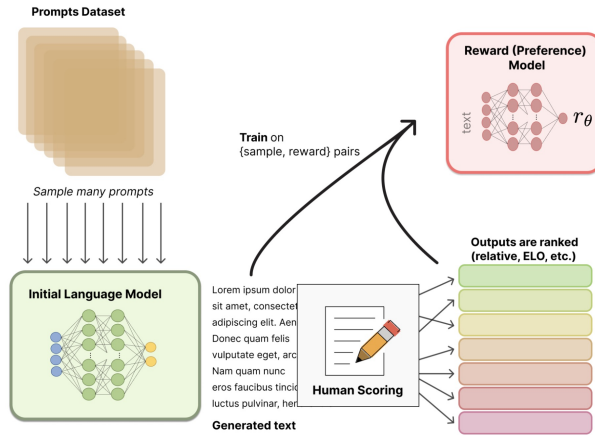 Prompts Dataset
Sample many prompts
Initial Language Model
Train on
{sample, reward} pairs
Reward (Preference)
Model
text
rθ
Lorem ipsum dolor
sit amet, consectet
adipiscing elit. Aen
Donec quam felis
vulputate eget, arc
Nam quam nunc
eros faucibus tincid
luctus pulvinar, her
Generated text
Human Scoring
Outputs are ranked
(relative, ELO, etc.)